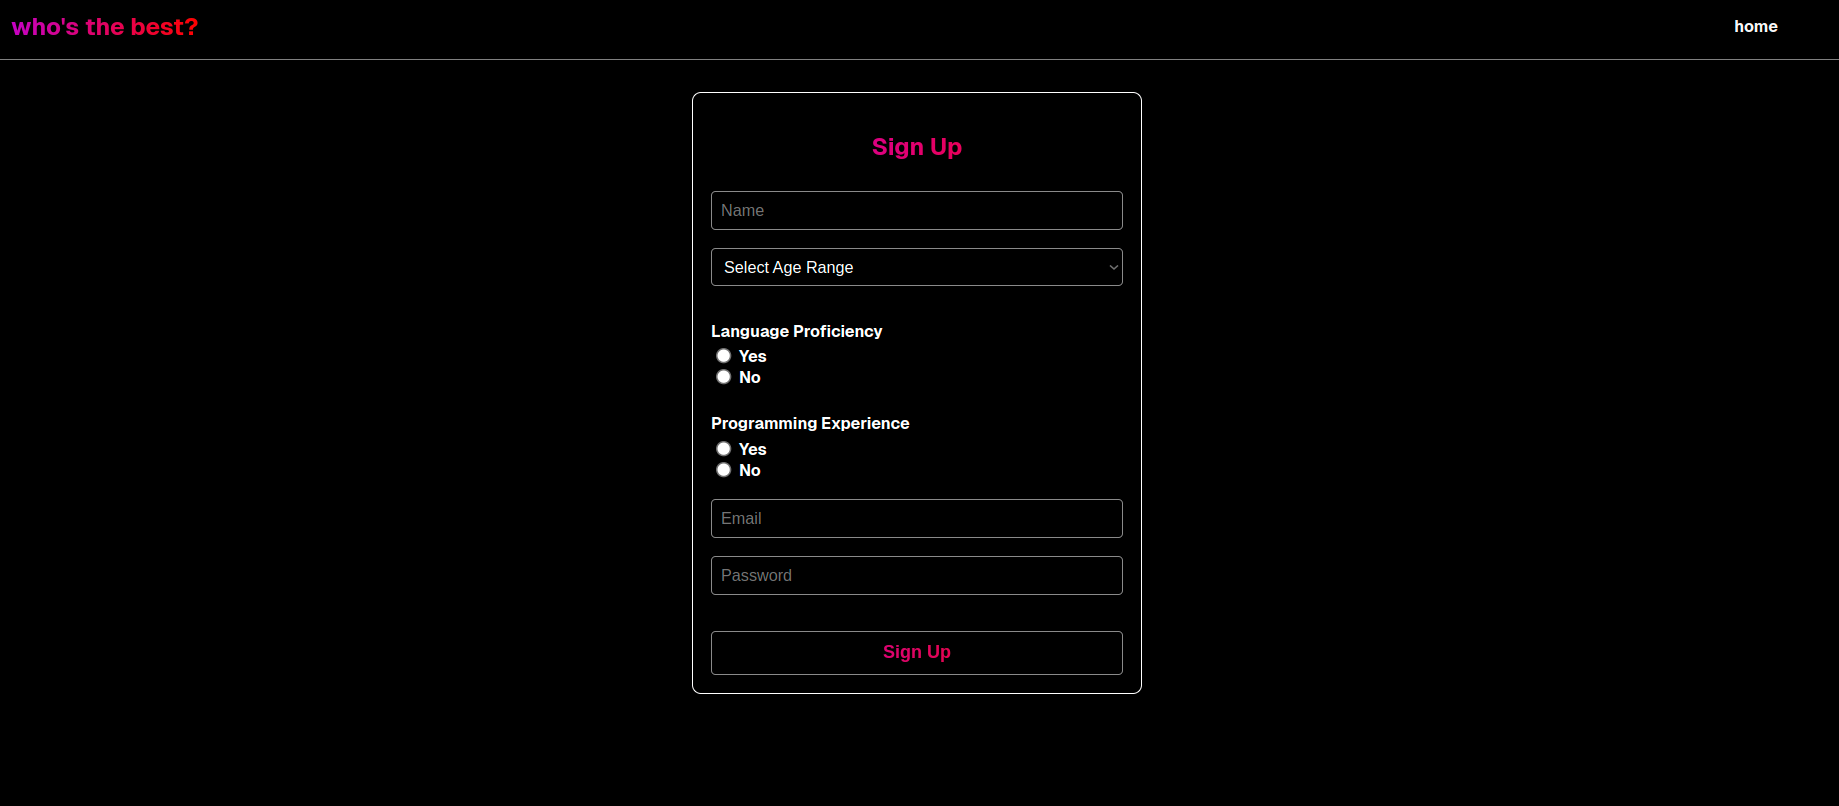 who's the best?
home
Sign Up
Name
Select Age Range
Language Proficiency
Yes
No
Programming Experience
Yes
No
Email
Password
Sign Up